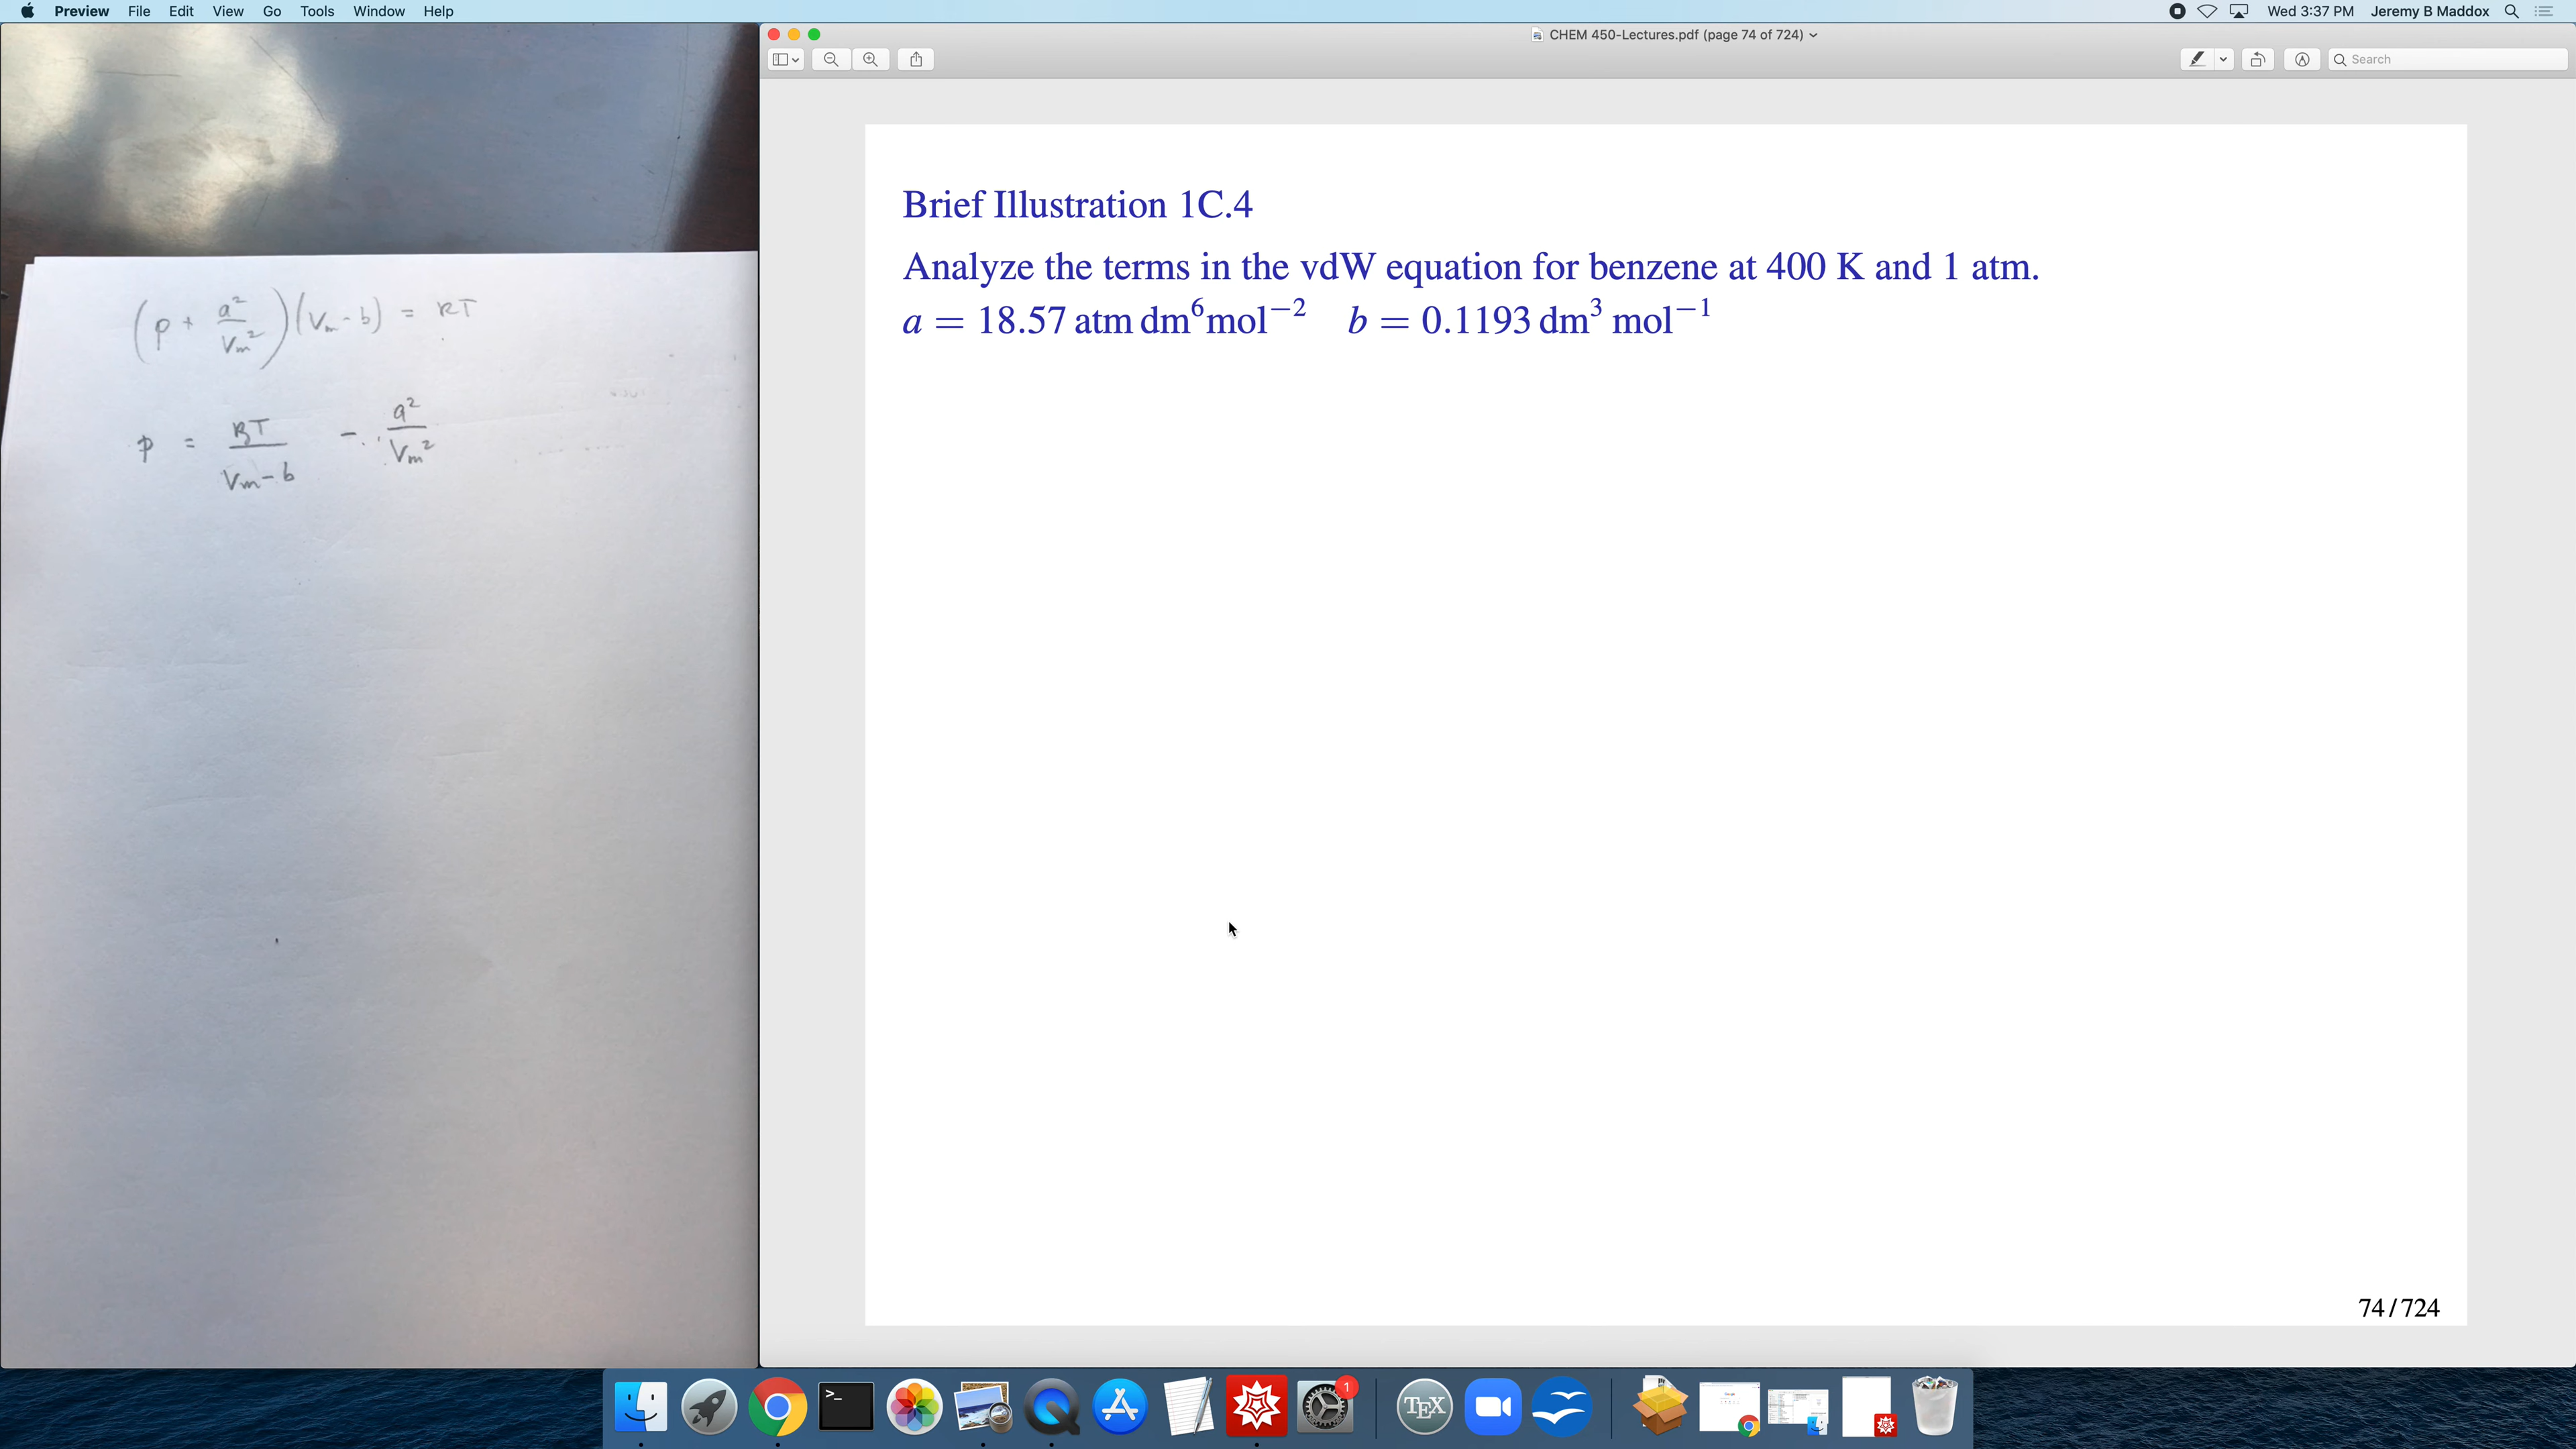 Preview File Edit View Go Tools Window Help
Wed 3:37 PM Jeremy B Maddox
CHEM 450-Lectures.pdf (page 74 of 724)
Search
(p + a²/Vm²)(Vm - b) = RT
p = RT/(Vm - b) - a²/Vm²
Brief Illustration 1C.4
Analyze the terms in the vdW equation for benzene at 400 K and 1 atm.
a = 18.57 atm dm⁶mol⁻² b = 0.1193 dm³ mol⁻¹
74/724
>_
1
TEX